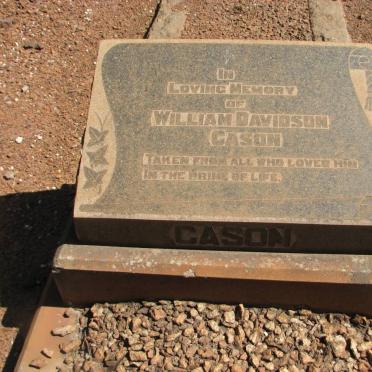 IN
LOVING MEMORY
OF
WILLIAM DAVIDSON
CASON
TAKEN FROM ALL WHO LOVED HIM
IN THE PRIME OF LIFE.
CASON